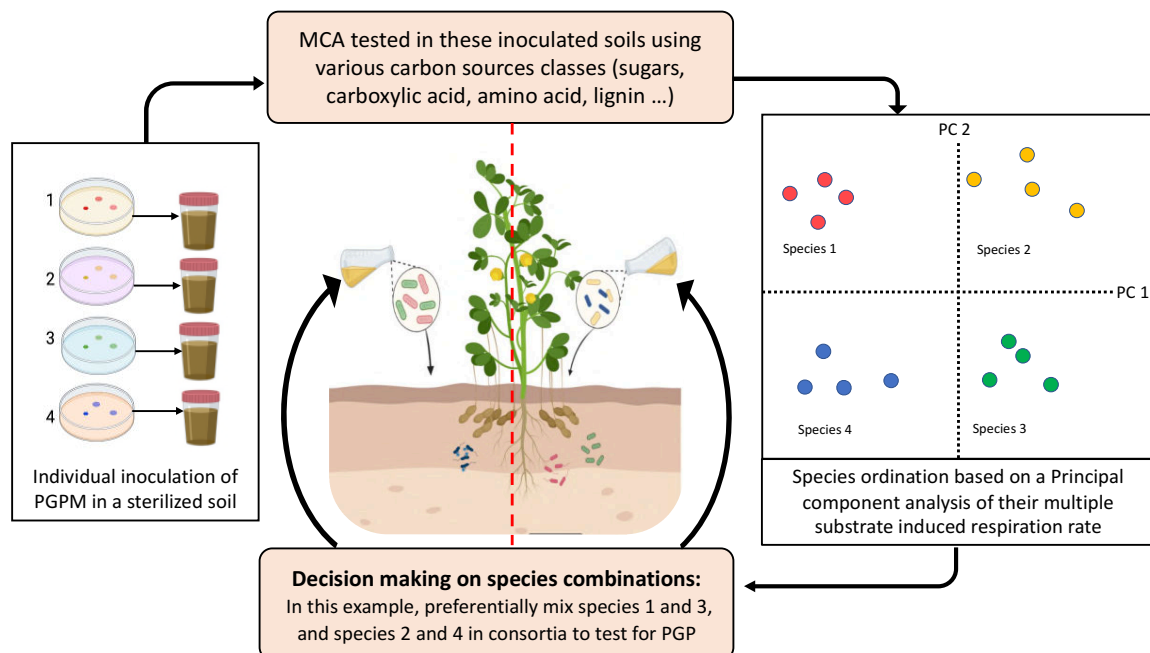 MCA tested in these inoculated soils using
various carbon sources classes (sugars,
carboxylic acid, amino acid, lignin ...)
1
2
3
4
Individual inoculation of
PGPM in a sterilized soil
PC 2
PC 1
Species 1
Species 2
Species 4
Species 3
Species ordination based on a Principal
component analysis of their multiple
substrate induced respiration rate
Decision making on species combinations:
In this example, preferentially mix species 1 and 3,
and species 2 and 4 in consortia to test for PGP